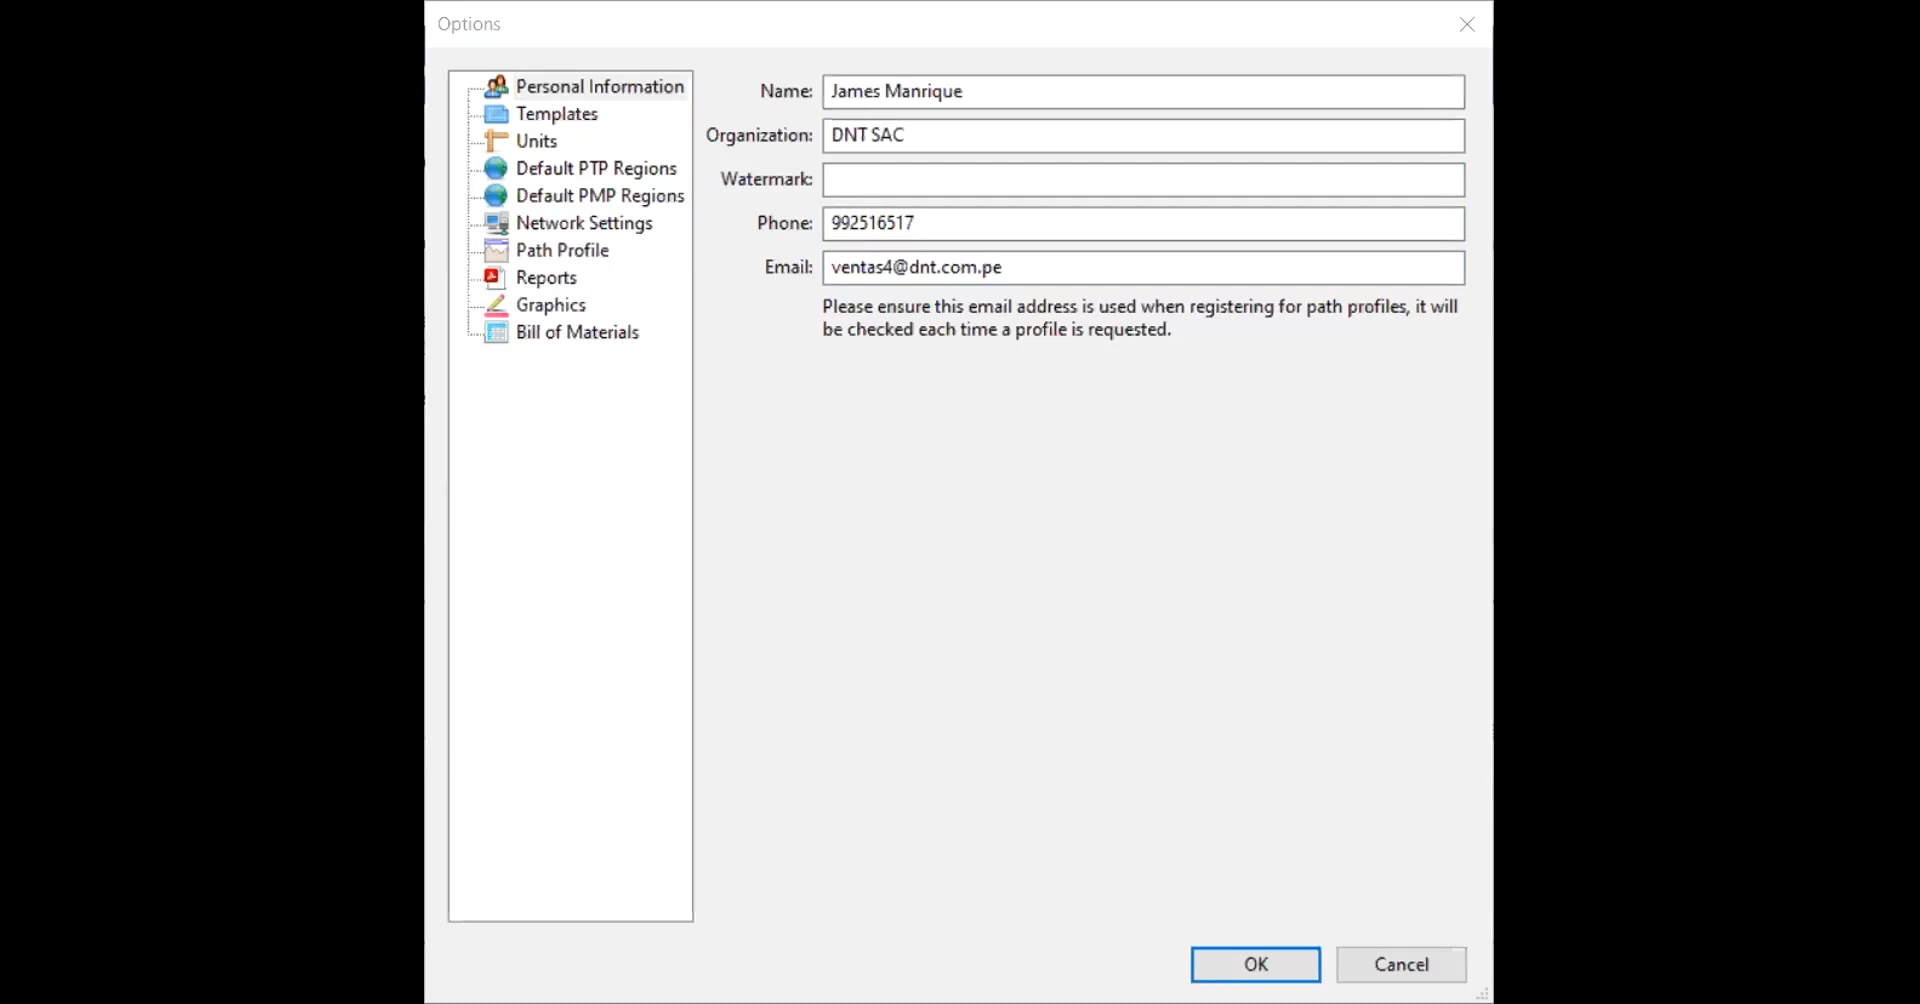 Options
Personal Information
Templates
Units
Default PTP Regions
Default PMP Regions
Network Settings
Path Profile
Reports
Graphics
Bill of Materials
Name: James Manrique
Organization: DNT SAC
Watermark:
Phone: 992516517
Email: ventas4@dnt.com.pe
Please ensure this email address is used when registering for path profiles, it will
be checked each time a profile is requested.
OK Cancel